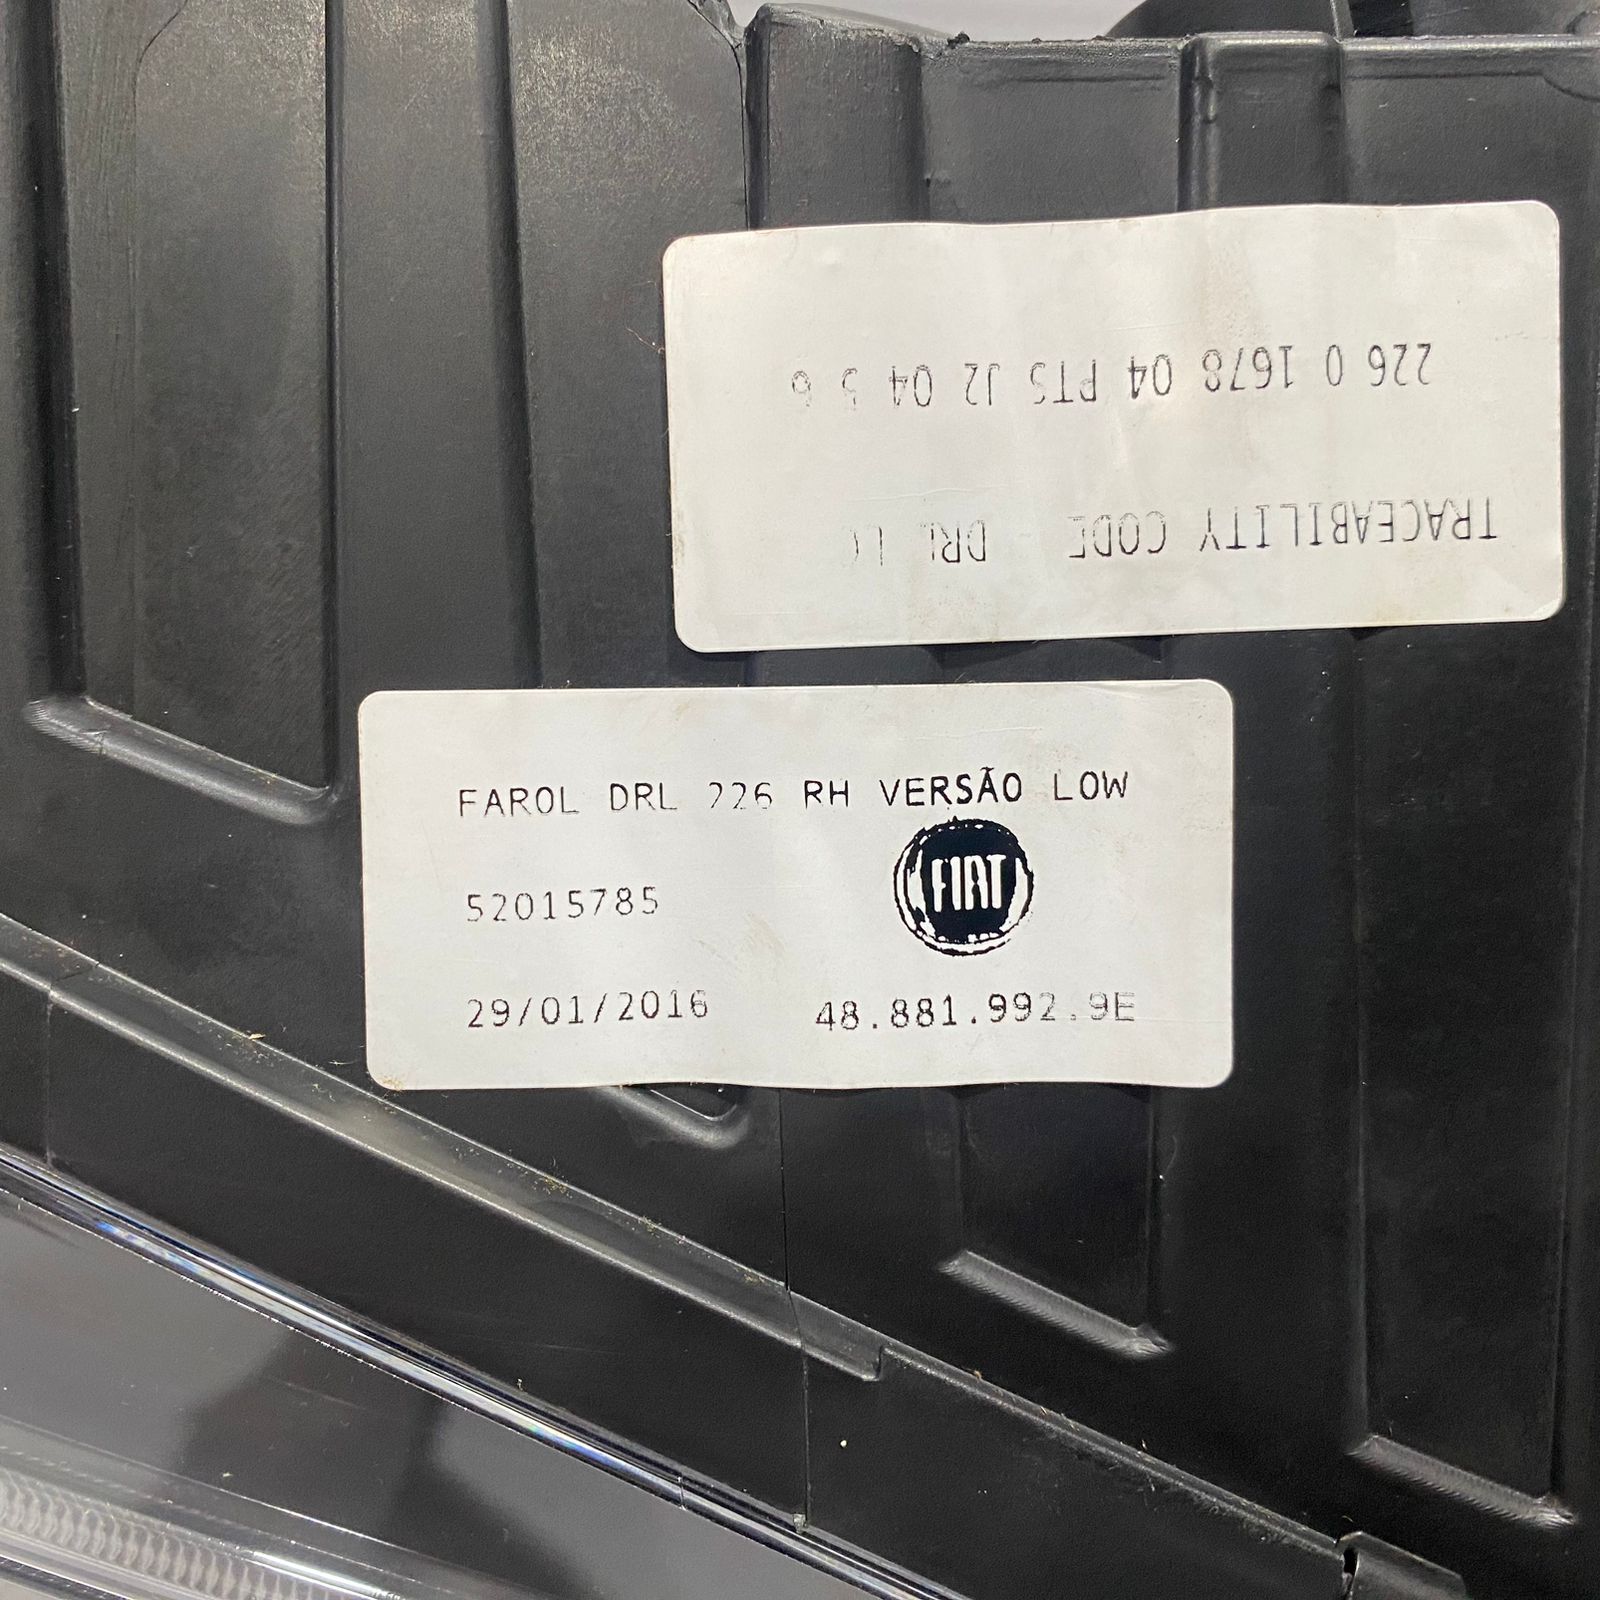 226 0 1678 04 PTS J2 04 5 6
TRACEABILITY CODE DRL
FAROL DRL 226 RH VERSÃO LOW
FIAT
52015785
29/01/2016 48.881.992.9E